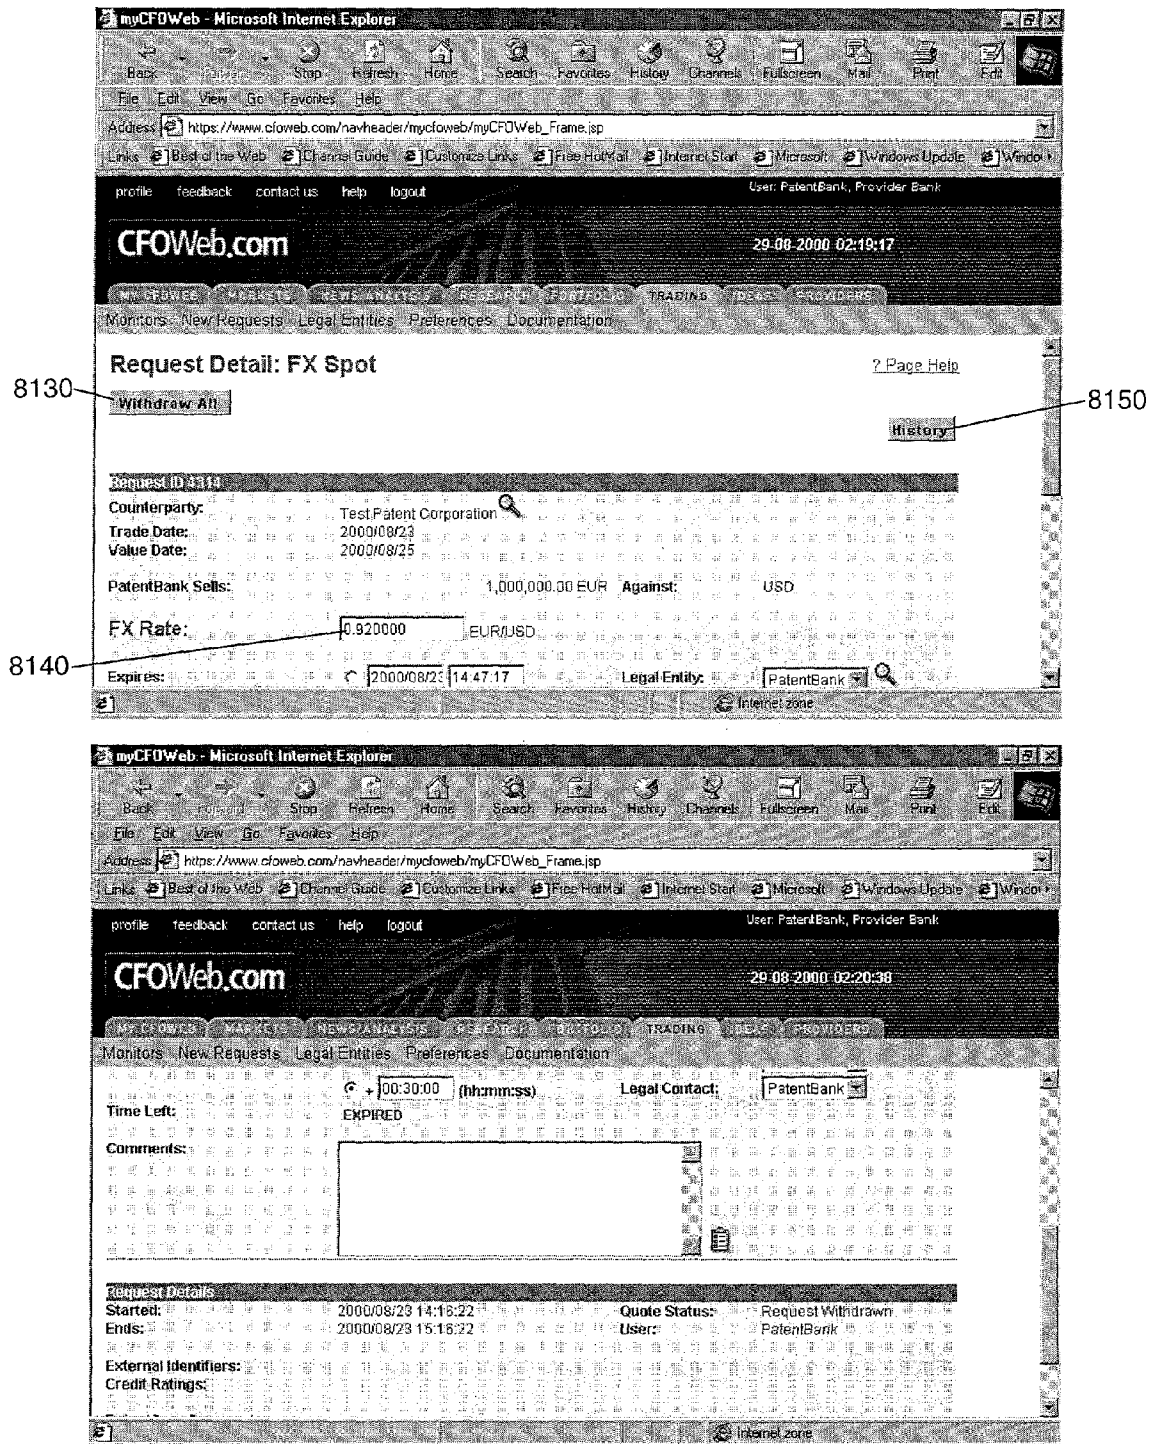 myCFOWeb - Microsoft Internet Explorer
Back Forward Stop Refresh Home Search Favorites History Channels Fullscreen Mail Print Edit
File Edit View Go Favorites Help
Address https://www.cfoweb.com/navheader/mycfoweb/myCFOWeb_Frame.jsp
Links Best of the Web Channel Guide Customize Links Free HotMail Internet Start Microsoft Windows Update Window
profile feedback contact us help logout User: PatentBank, Provider Bank
CFOWeb.com 29-08-2000 02:19:17
MY CFOWEB MARKETS NEWS/ANALYSIS RESEARCH PORTFOLIO TRADING IDEAS PROVIDERS
Monitors New Requests Legal Entities Preferences Documentation
Request Detail: FX Spot ? Page Help
8130 Withdraw All
History 8150
Request ID 4314
Counterparty: Test Patent Corporation
Trade Date: 2000/08/23
Value Date: 2000/08/25
PatentBank Sells: 1,000,000.00 EUR Against: USD
FX Rate: 0.920000 EUR/USD
8140
Expires: 2000/08/23 14:47:17 Legal Entity: PatentBank
Internet zone
myCFOWeb - Microsoft Internet Explorer
Back Forward Stop Refresh Home Search Favorites History Channels Fullscreen Mail Print Edit
File Edit View Go Favorites Help
Address https://www.cfoweb.com/navheader/mycfoweb/myCFOWeb_Frame.jsp
Links Best of the Web Channel Guide Customize Links Free HotMail Internet Start Microsoft Windows Update Window
profile feedback contact us help logout User: PatentBank, Provider Bank
CFOWeb.com 29-08-2000 02:20:38
MY CFOWEB MARKETS NEWS/ANALYSIS RESEARCH PORTFOLIO TRADING IDEAS PROVIDERS
Monitors New Requests Legal Entities Preferences Documentation
+ 00:30:00 (hh:mm:ss) Legal Contact: PatentBank
Time Left: EXPIRED
Comments:
Request Details
Started: 2000/08/23 14:16:22 Quote Status: Request Withdrawn
Ends: 2000/08/23 15:16:22 User: PatentBank
External Identifiers:
Credit Ratings:
Internet zone